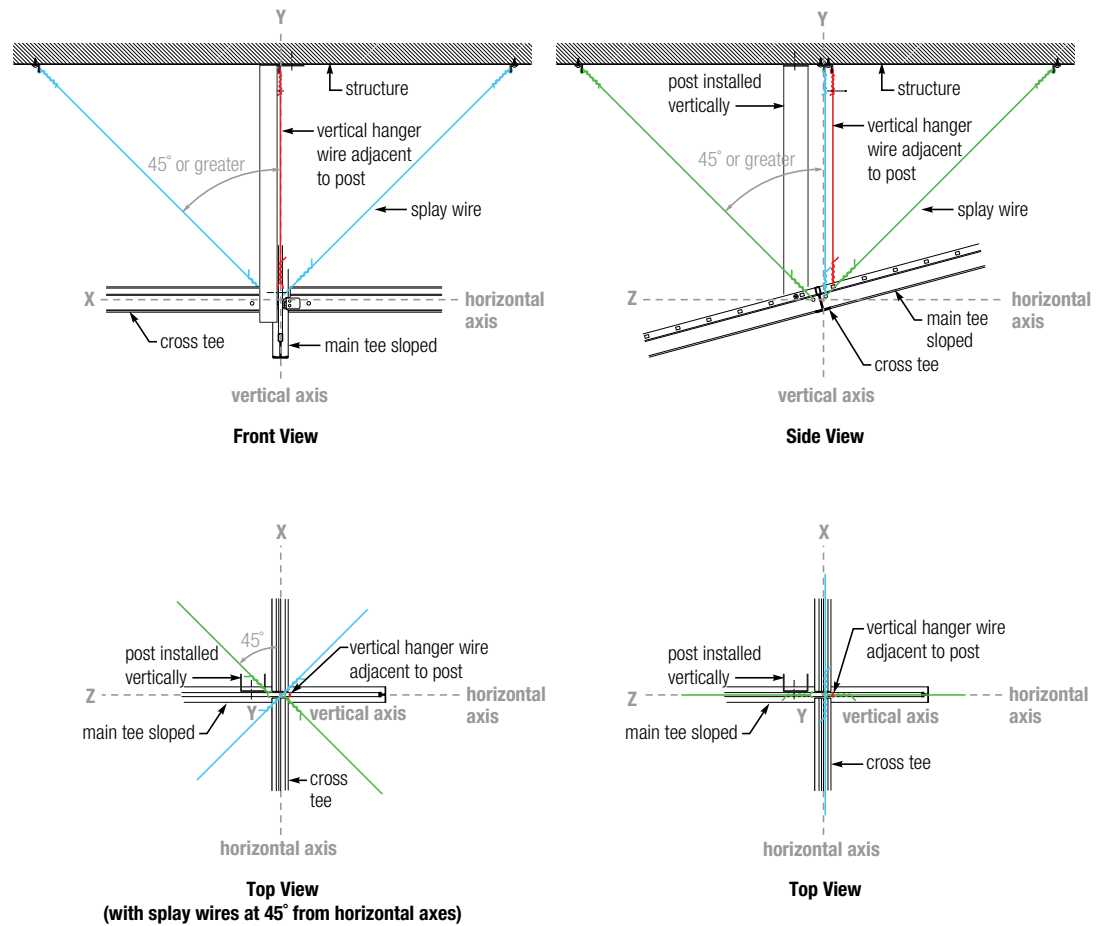 Y
structure
vertical hanger
wire adjacent
to post
45° or greater
splay wire
X
horizontal
axis
cross tee
main tee sloped
vertical axis
Front View
Y
post installed
vertically
structure
vertical hanger
wire adjacent
to post
45° or greater
splay wire
Z
horizontal
axis
main tee
sloped
cross tee
vertical axis
Side View
X
45°
vertical hanger wire
adjacent to post
post installed
vertically
Z
horizontal
axis
Y
vertical axis
main tee sloped
cross
tee
horizontal axis
Top View
(with splay wires at 45° from horizontal axes)
X
vertical hanger wire
adjacent to post
post installed
vertically
Z
horizontal
axis
Y
vertical axis
main tee sloped
cross tee
horizontal axis
Top View